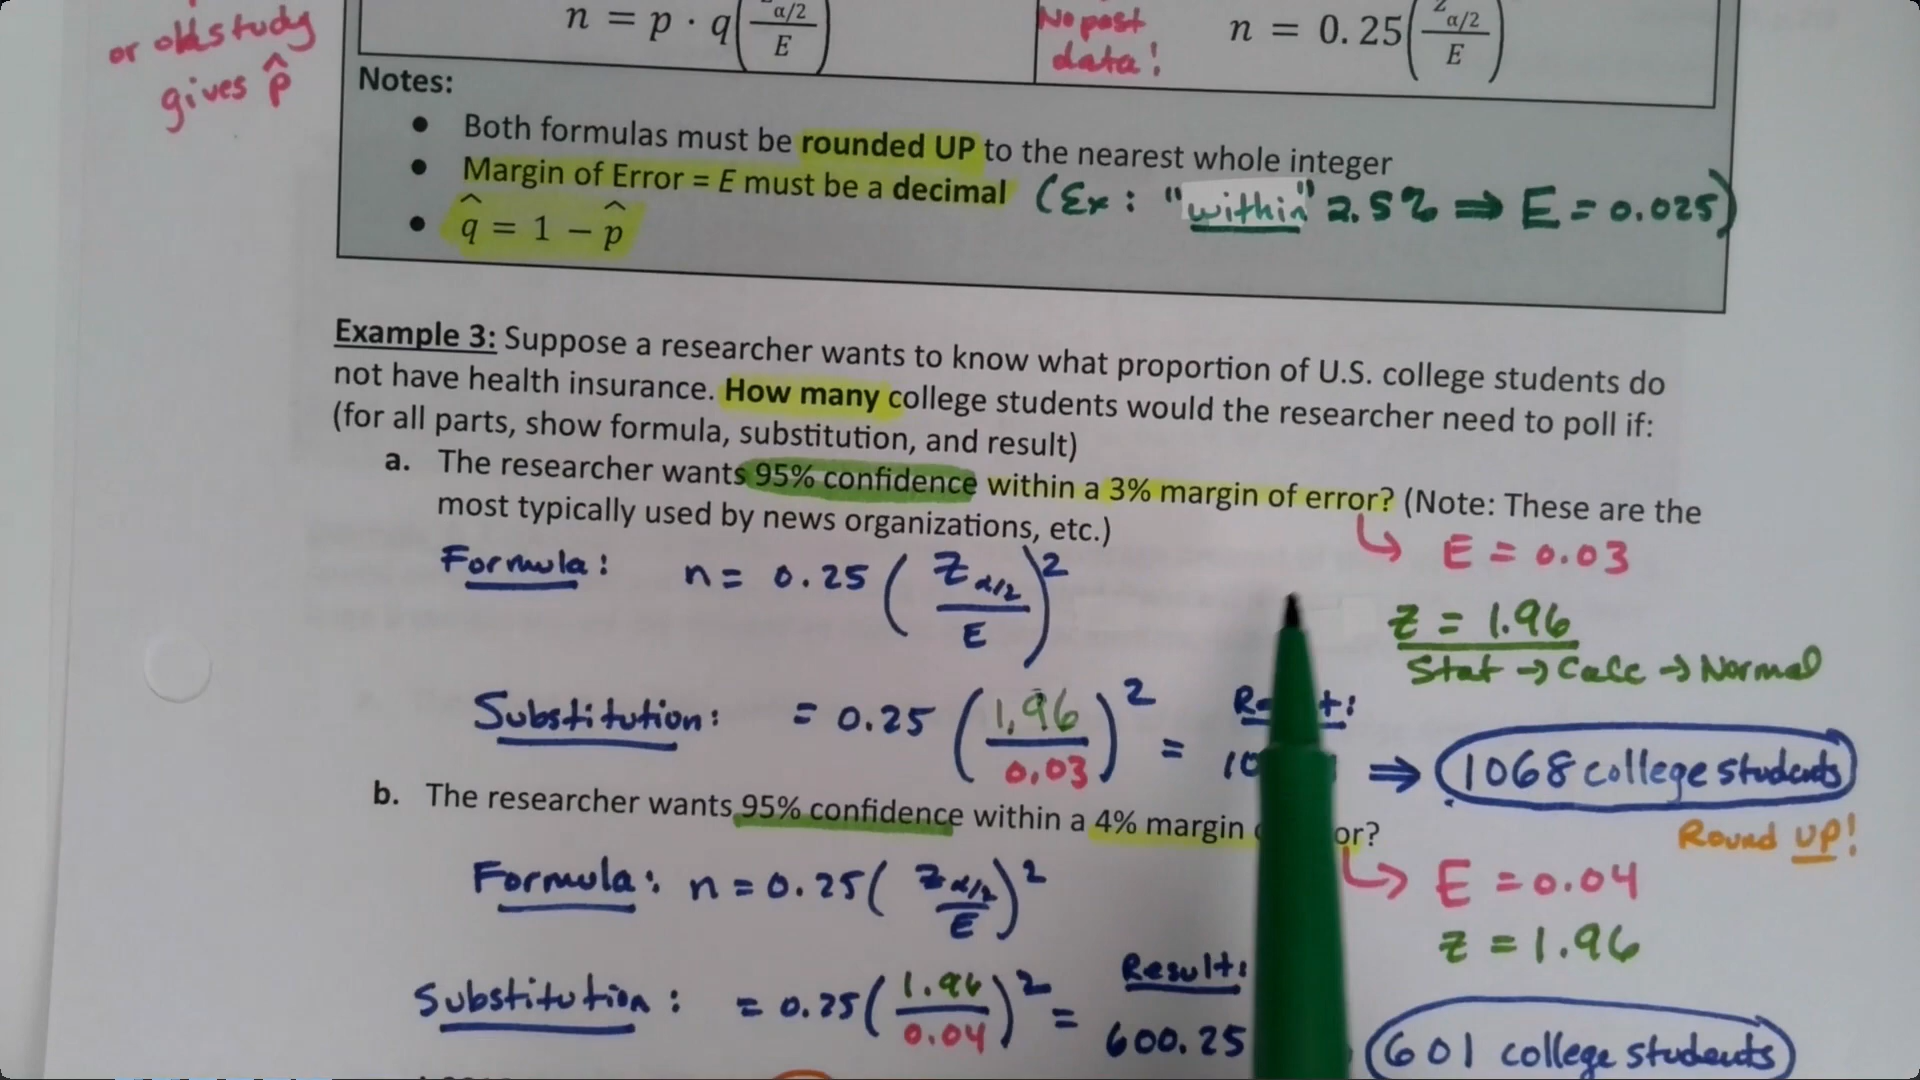 or old study
gives p̂
n = p · q(zα/2 / E)
No past
data!
n = 0.25(zα/2 / E)
Notes:
• Both formulas must be rounded UP to the nearest whole integer
• Margin of Error = E must be a decimal (Ex: "within" 2.5% ⇒ E = 0.025)
• q̂ = 1 − p̂
Example 3: Suppose a researcher wants to know what proportion of U.S. college students do
not have health insurance. How many college students would the researcher need to poll if:
(for all parts, show formula, substitution, and result)
a. The researcher wants 95% confidence within a 3% margin of error? (Note: These are the
most typically used by news organizations, etc.)
↳ E = 0.03
Formula: n = 0.25 (Zα/2 / E)²
Z = 1.96
Stat → Calc → Normal
Substitution: = 0.25 (1.96 / 0.03)² =
⇒ 1068 college students
Round UP!
b. The researcher wants 95% confidence within a 4% margin
↳ E = 0.04
Formula: n = 0.25 (Zα/2 / E)²
Z = 1.96
Substitution: = 0.25 (1.96 / 0.04)² =
Result:
600.25
601 college students